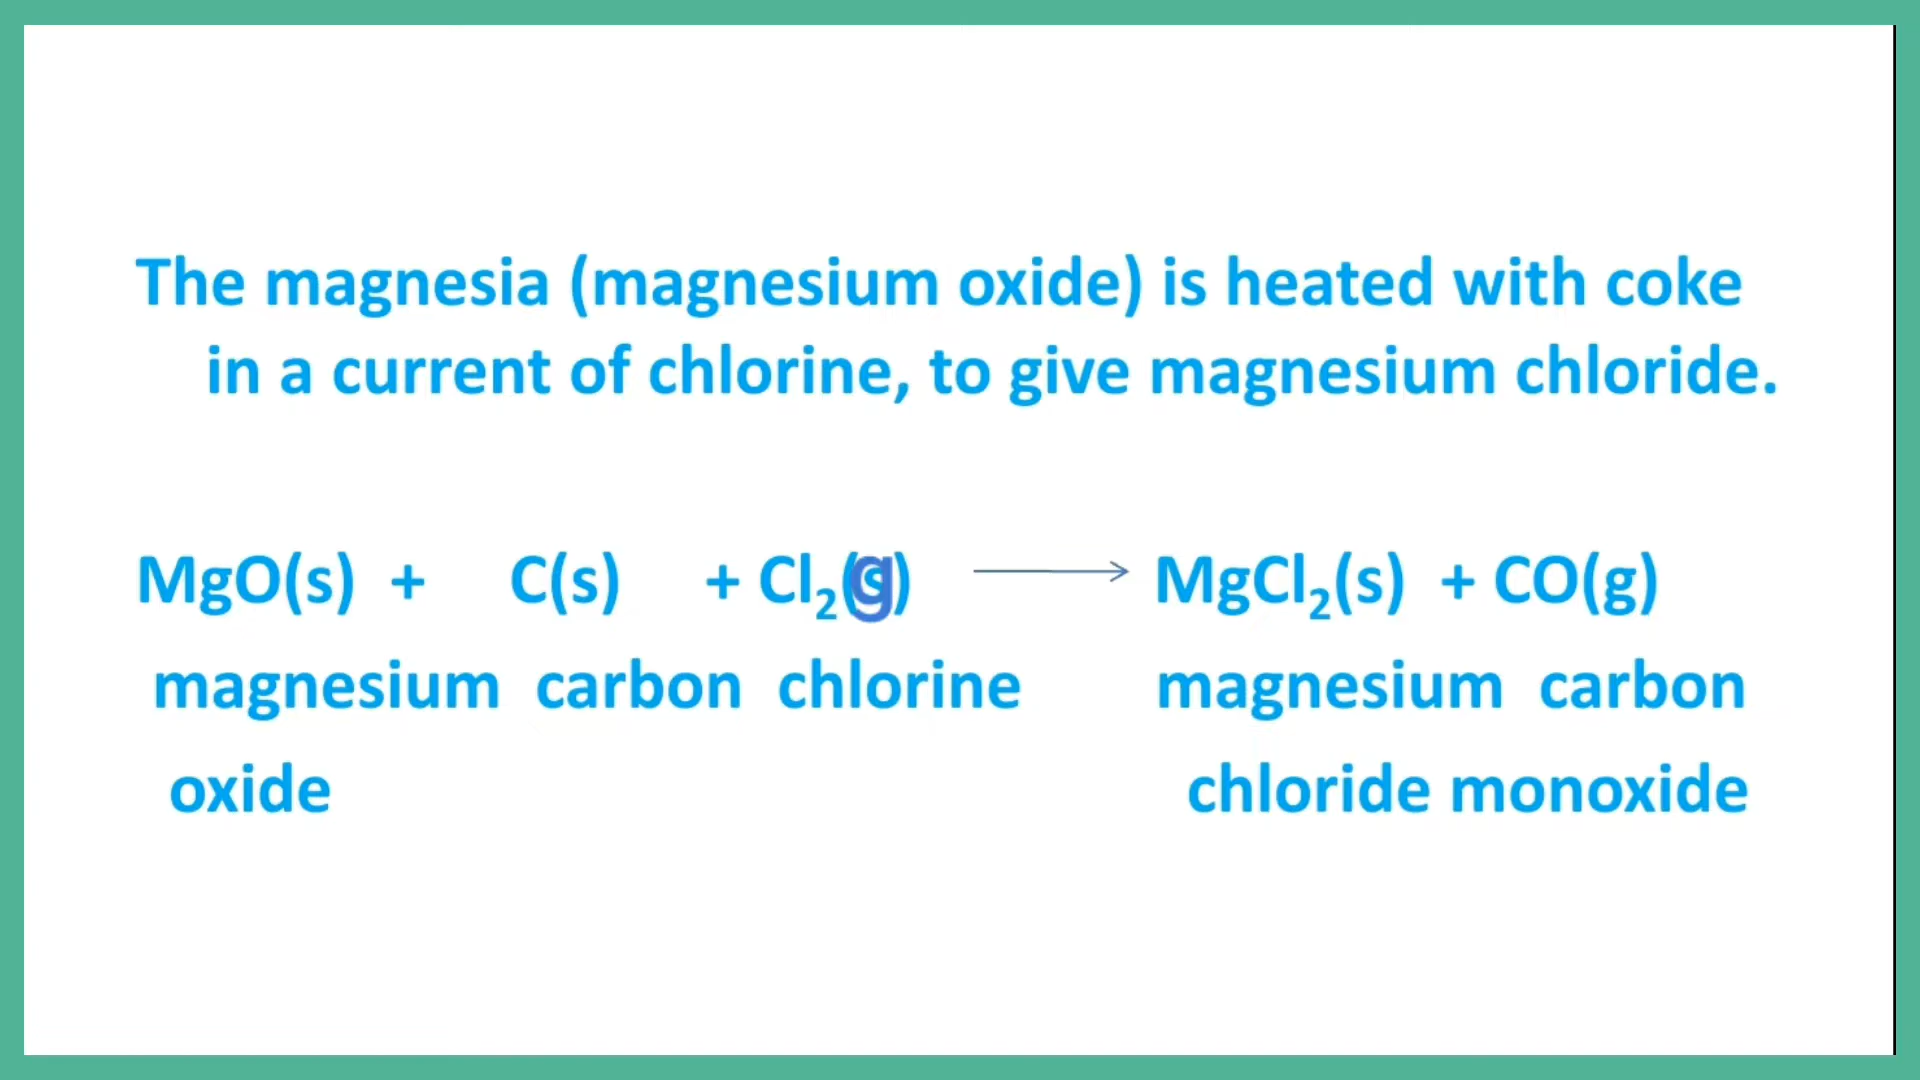 The magnesia (magnesium oxide) is heated with coke
in a current of chlorine, to give magnesium chloride.
MgO(s) + C(s) + Cl₂(g) → MgCl₂(s) + CO(g)
magnesium carbon chlorine magnesium carbon
oxide chloride monoxide